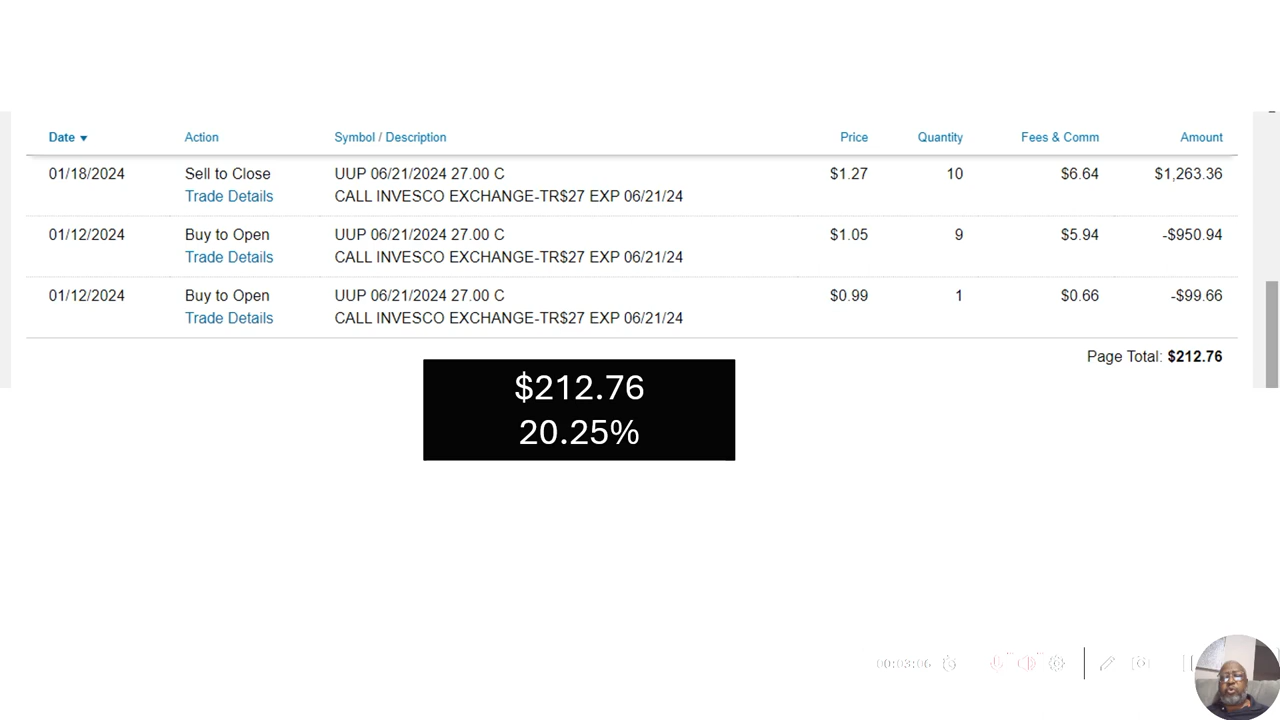 Date Action Symbol / Description Price Quantity Fees & Comm Amount
01/18/2024 Sell to Close UUP 06/21/2024 27.00 C $1.27 10 $6.64 $1,263.36
Trade Details CALL INVESCO EXCHANGE-TR$27 EXP 06/21/24
01/12/2024 Buy to Open UUP 06/21/2024 27.00 C $1.05 9 $5.94 -$950.94
Trade Details CALL INVESCO EXCHANGE-TR$27 EXP 06/21/24
01/12/2024 Buy to Open UUP 06/21/2024 27.00 C $0.99 1 $0.66 -$99.66
Trade Details CALL INVESCO EXCHANGE-TR$27 EXP 06/21/24
Page Total: $212.76
$212.76
20.25%
00:03:06